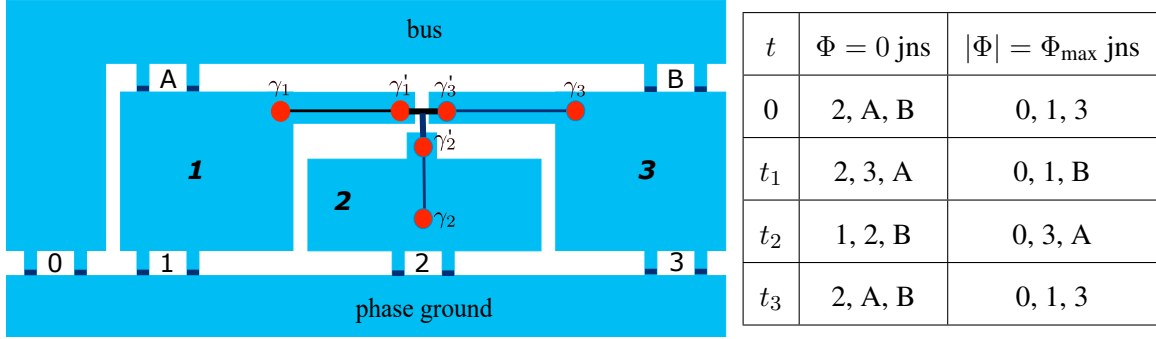 bus
A
B
γ₁ γ₁' γ₃' γ₃
γ₂'
1 2 3
γ₂
0 1 2 3
phase ground
t Φ = 0 jns |Φ| = Φ_max jns
0 2, A, B 0, 1, 3
t₁ 2, 3, A 0, 1, B
t₂ 1, 2, B 0, 3, A
t₃ 2, A, B 0, 1, 3